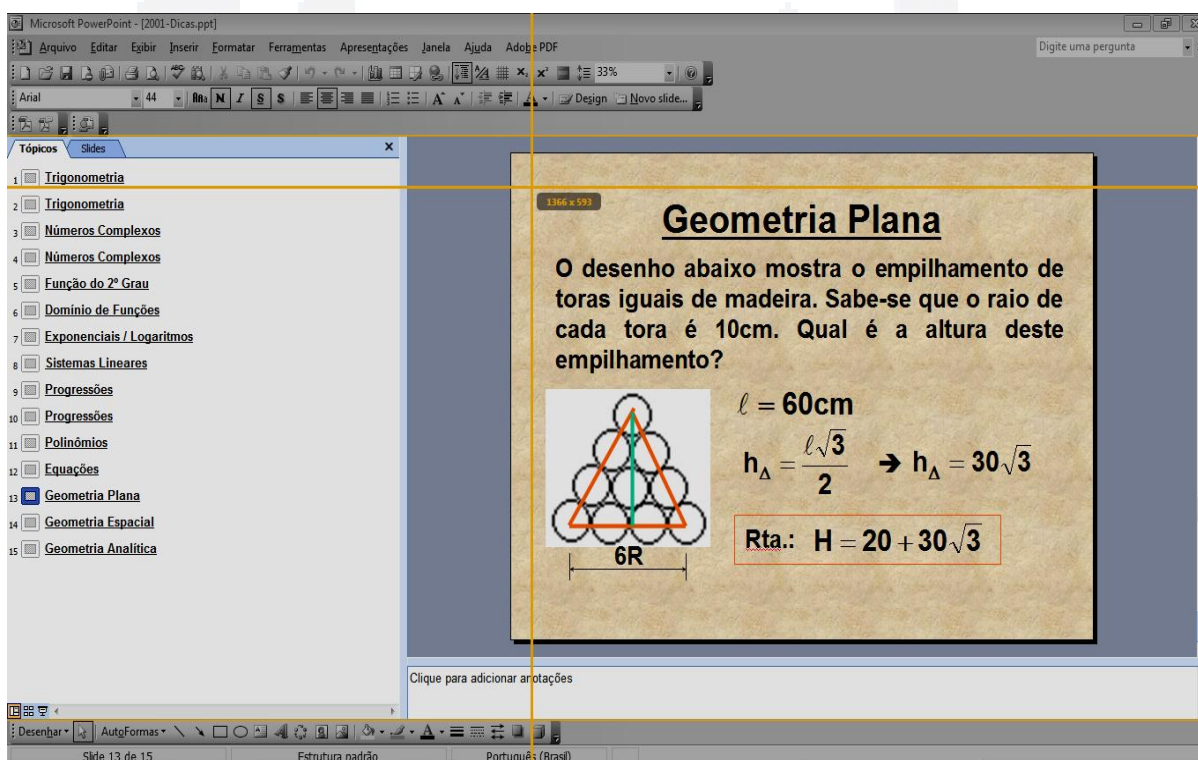 Microsoft PowerPoint - [2001-Dicas.ppt]
Arquivo Editar Exibir Inserir Formatar Ferramentas Apresentações Janela Ajuda Adobe PDF Digite uma pergunta
33%
Arial 44 N I S S Design Novo slide...
Tópicos Slides
1 Trigonometria
2 Trigonometria
3 Números Complexos
4 Números Complexos
5 Função do 2º Grau
6 Domínio de Funções
7 Exponenciais / Logaritmos
8 Sistemas Lineares
9 Progressões
10 Progressões
11 Polinômios
12 Equações
13 Geometria Plana
14 Geometria Espacial
15 Geometria Analítica
1366 x 593
Geometria Plana
O desenho abaixo mostra o empilhamento de
toras iguais de madeira. Sabe-se que o raio de
cada tora é 10cm. Qual é a altura deste
empilhamento?
ℓ = 60cm
h△ = ℓ√3 / 2 ➔ h△ = 30√3
6R
Rta.: H = 20 + 30√3
Clique para adicionar anotações
Desenhar AutoFormas
Slide 13 de 15 Estrutura padrão Português (Brasil)